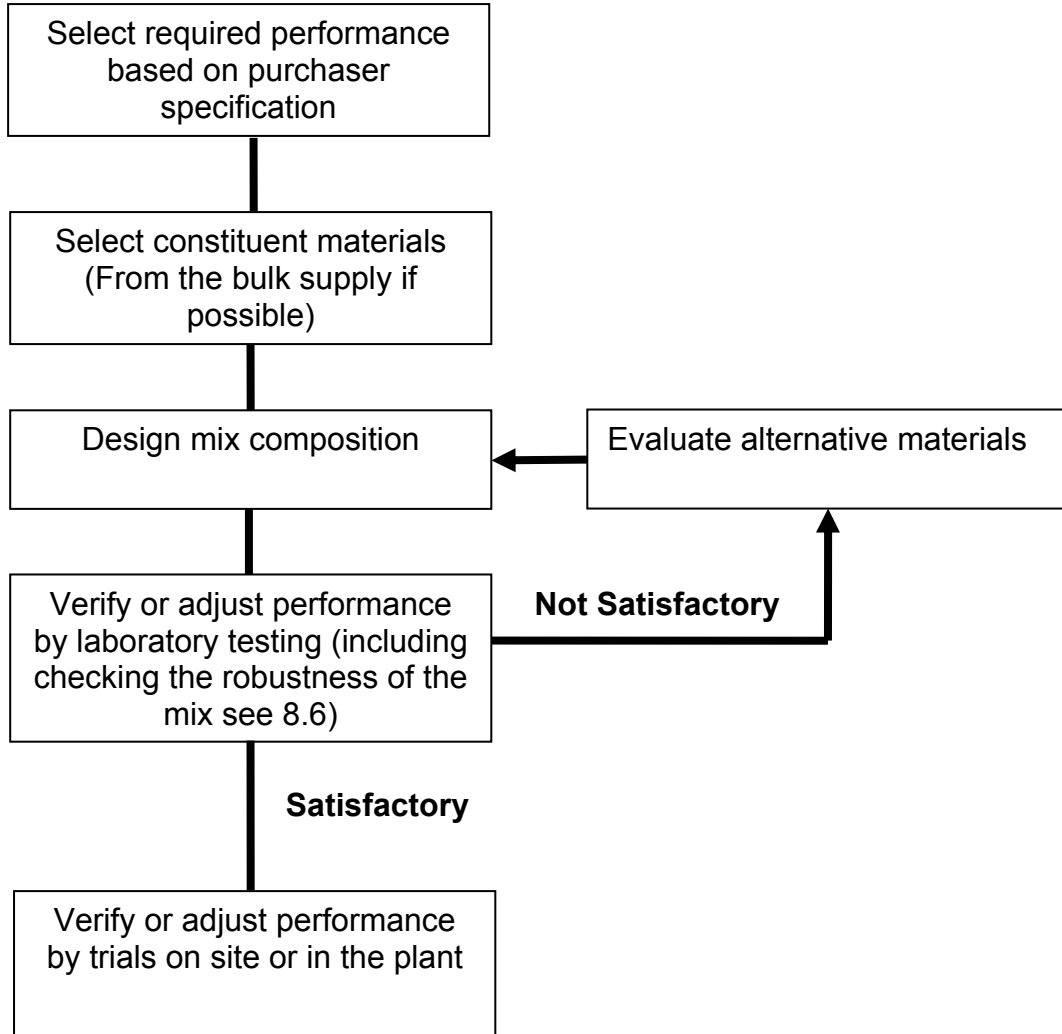 Select required performance
based on purchaser
specification
Select constituent materials
(From the bulk supply if
possible)
Design mix composition
Evaluate alternative materials
Verify or adjust performance
by laboratory testing (including
checking the robustness of the
mix see 8.6)
Not Satisfactory
Satisfactory
Verify or adjust performance
by trials on site or in the plant